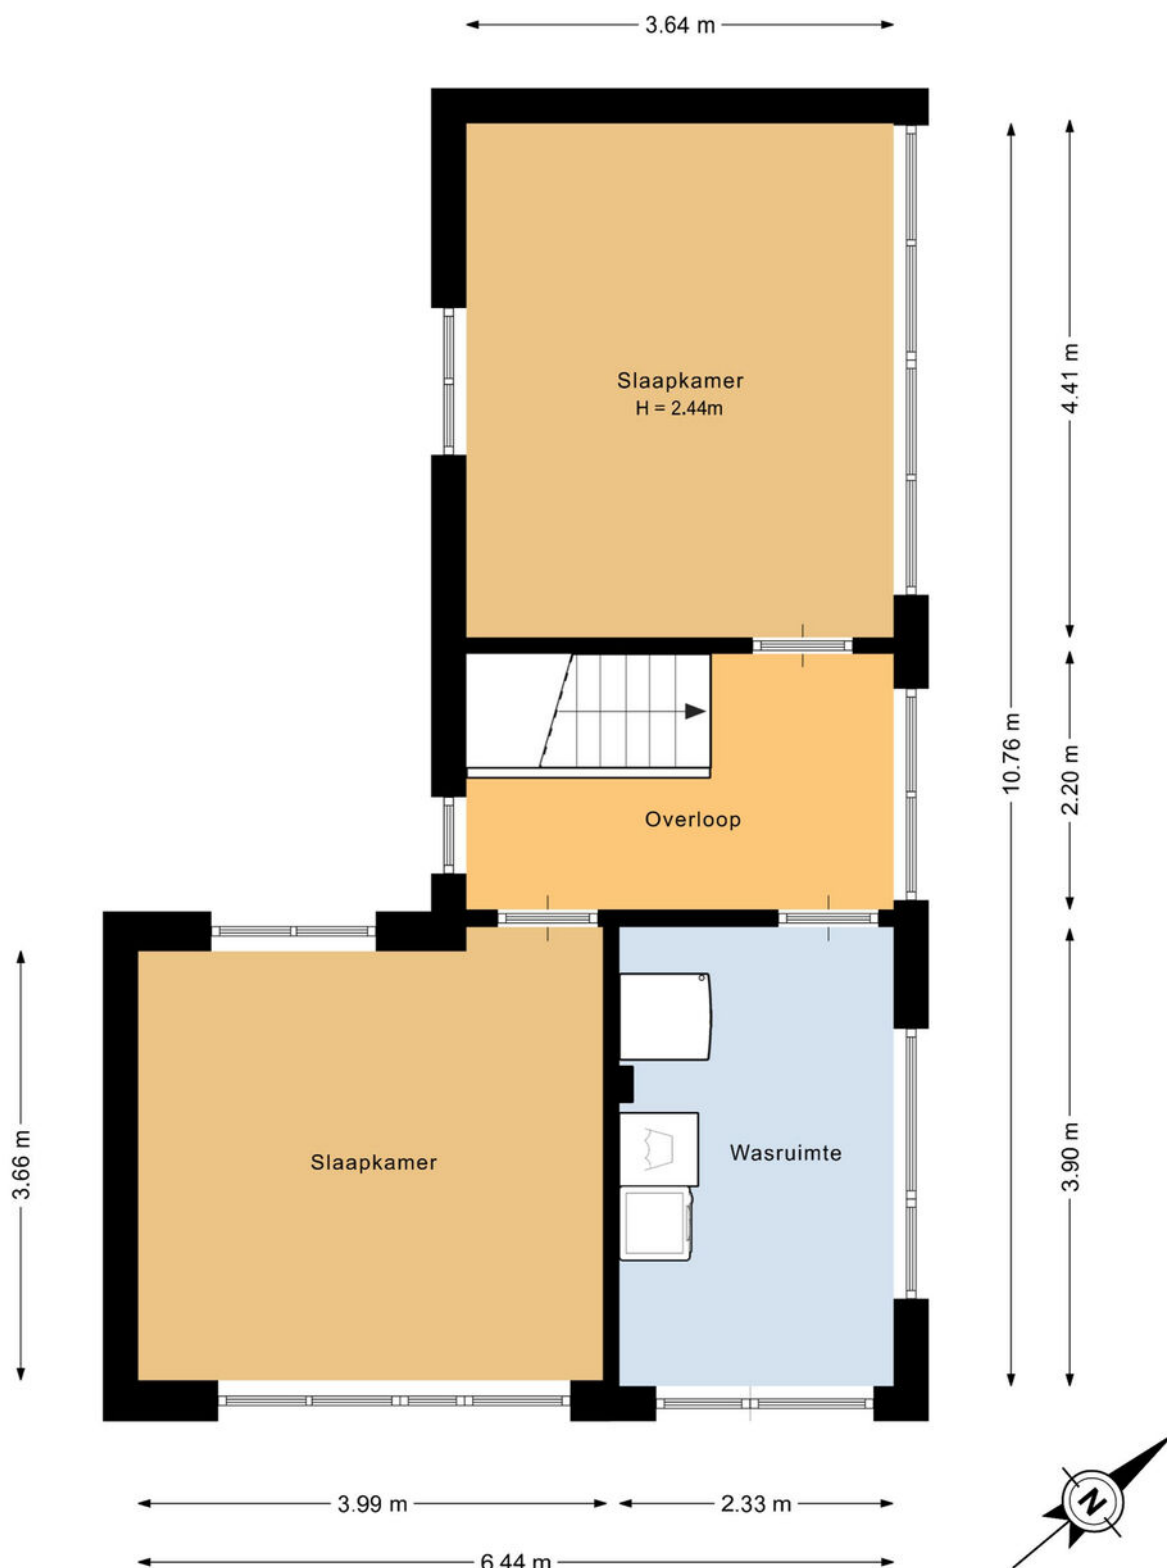 3.64 m
Slaapkamer
H = 2.44m
4.41 m
10.76 m
2.20 m
Overloop
3.66 m
Slaapkamer
Wasruimte
3.90 m
3.99 m
2.33 m
6.44 m
N